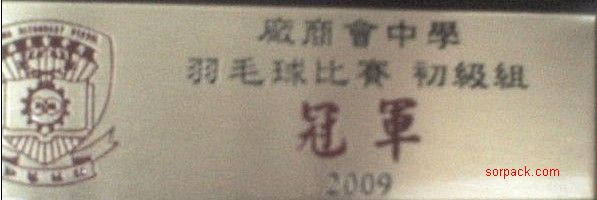 廠商會中學
羽毛球比賽 初級組
冠軍
2009
sorpack.com